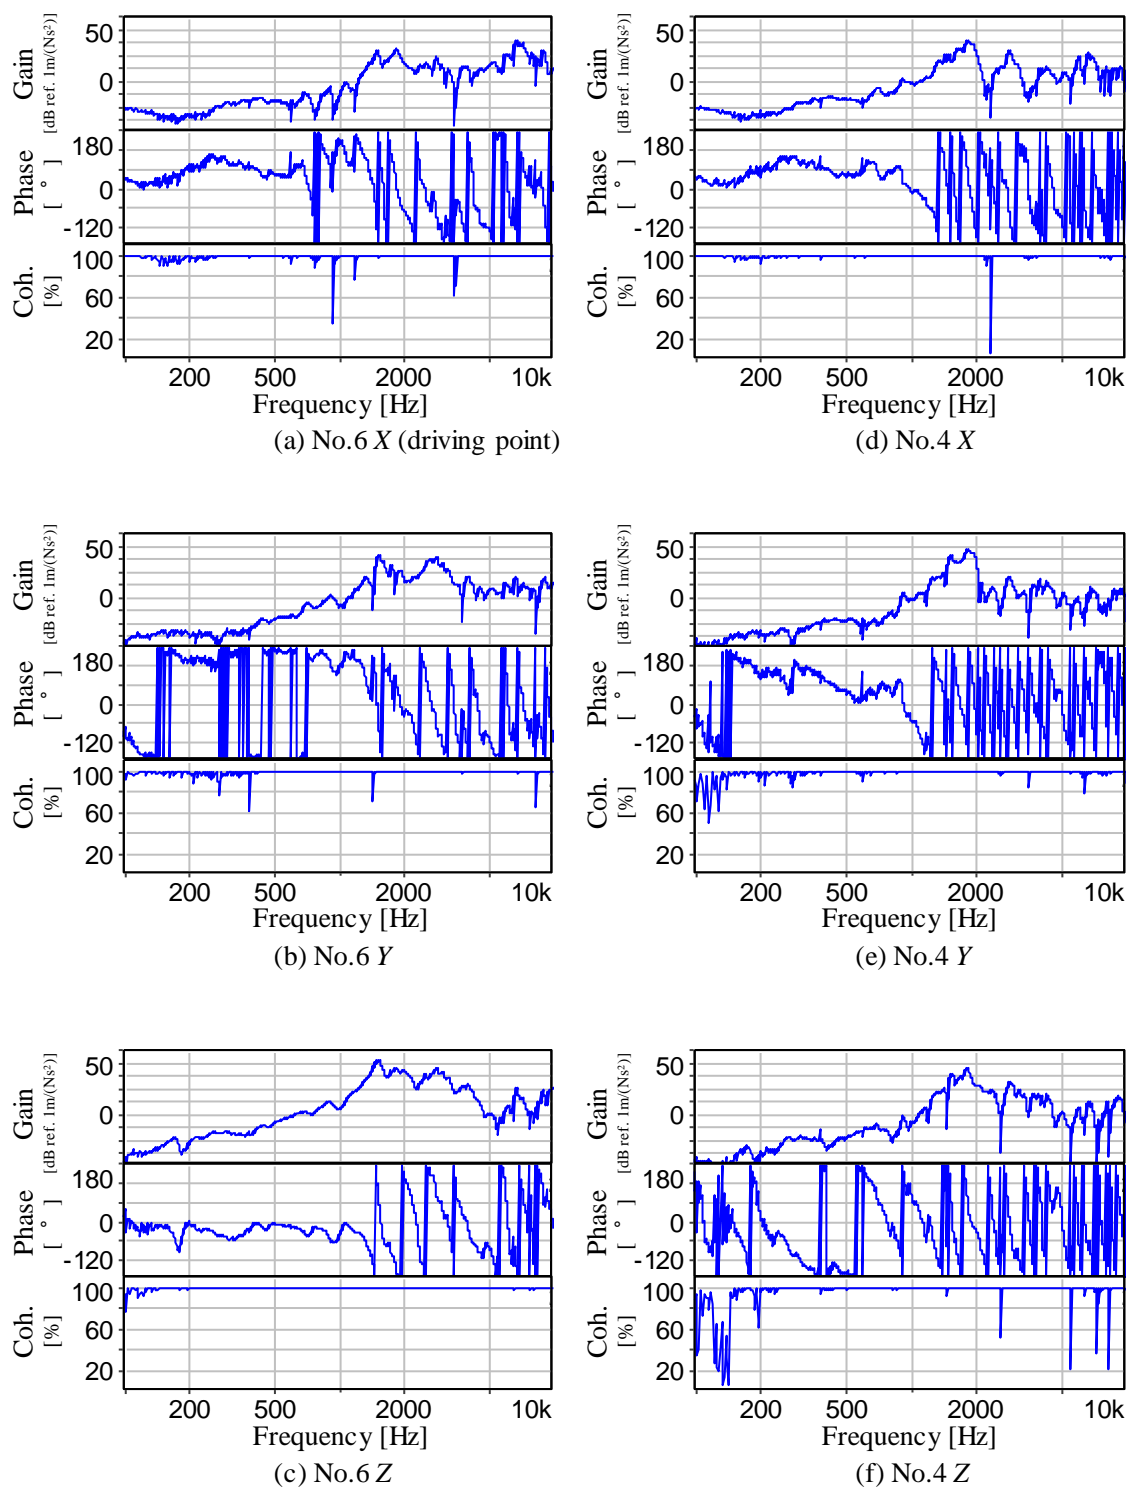 Gain [dB ref. 1m/(Ns²)]
50
0
Phase [ ° ]
180
0
-120
Coh. [%]
100
60
20
200 500 2000 10k
Frequency [Hz]
(a) No.6 X (driving point)
Gain [dB ref. 1m/(Ns²)]
50
0
Phase [ ° ]
180
0
-120
Coh. [%]
100
60
20
200 500 2000 10k
Frequency [Hz]
(d) No.4 X
Gain [dB ref. 1m/(Ns²)]
50
0
Phase [ ° ]
180
0
-120
Coh. [%]
100
60
20
200 500 2000 10k
Frequency [Hz]
(b) No.6 Y
Gain [dB ref. 1m/(Ns²)]
50
0
Phase [ ° ]
180
0
-120
Coh. [%]
100
60
20
200 500 2000 10k
Frequency [Hz]
(e) No.4 Y
Gain [dB ref. 1m/(Ns²)]
50
0
Phase [ ° ]
180
0
-120
Coh. [%]
100
60
20
200 500 2000 10k
Frequency [Hz]
(c) No.6 Z
Gain [dB ref. 1m/(Ns²)]
50
0
Phase [ ° ]
180
0
-120
Coh. [%]
100
60
20
200 500 2000 10k
Frequency [Hz]
(f) No.4 Z